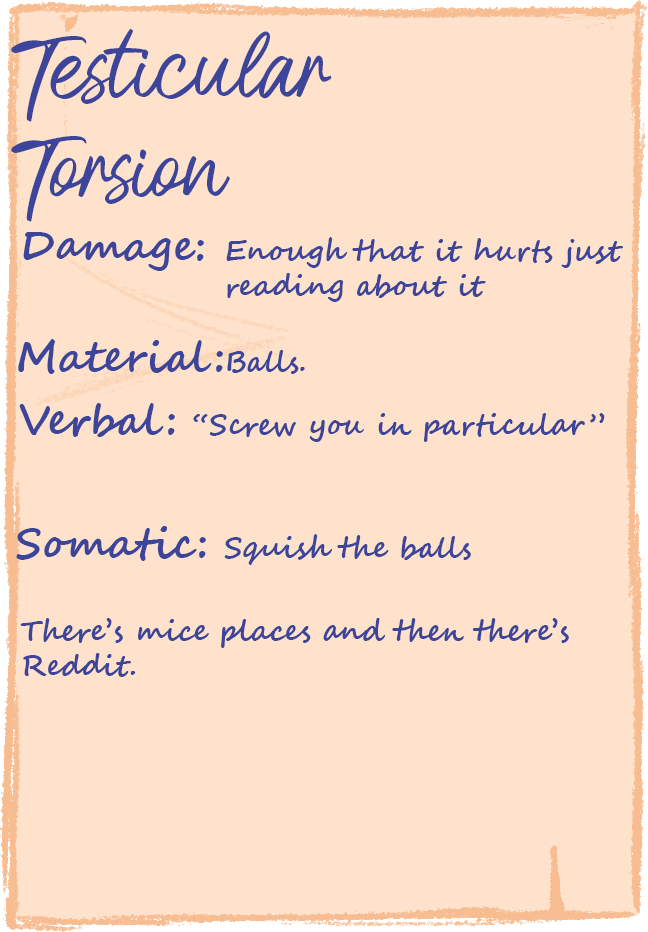 Testicular
Torsion
Damage: Enough that it hurts just
reading about it
Material: Balls.
Verbal: “Screw you in particular”
Somatic: Squish the balls
There’s mice places and then there’s
Reddit.